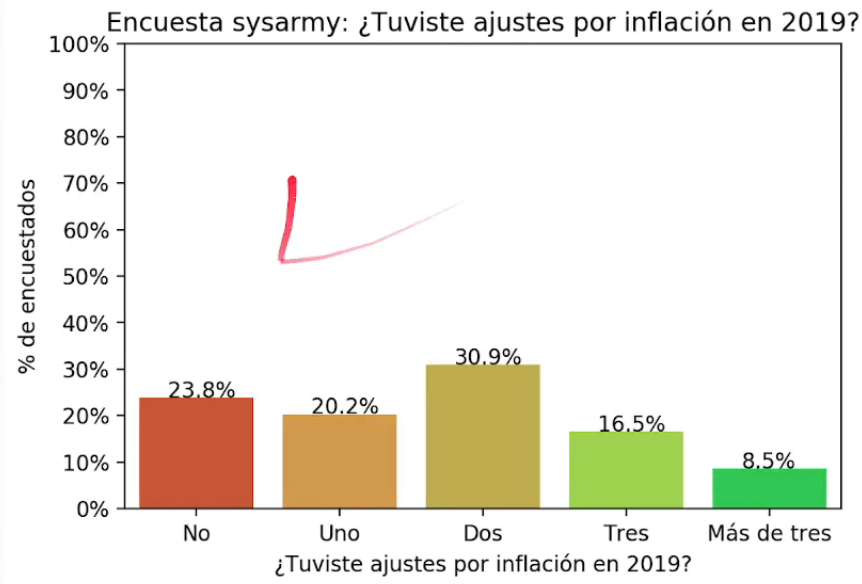 Encuesta sysarmy: ¿Tuviste ajustes por inflación en 2019?
100%
90%
80%
70%
60%
50%
40%
30%
20%
10%
0%
% de encuestados
23.8%
20.2%
30.9%
16.5%
8.5%
No
Uno
Dos
Tres
Más de tres
¿Tuviste ajustes por inflación en 2019?